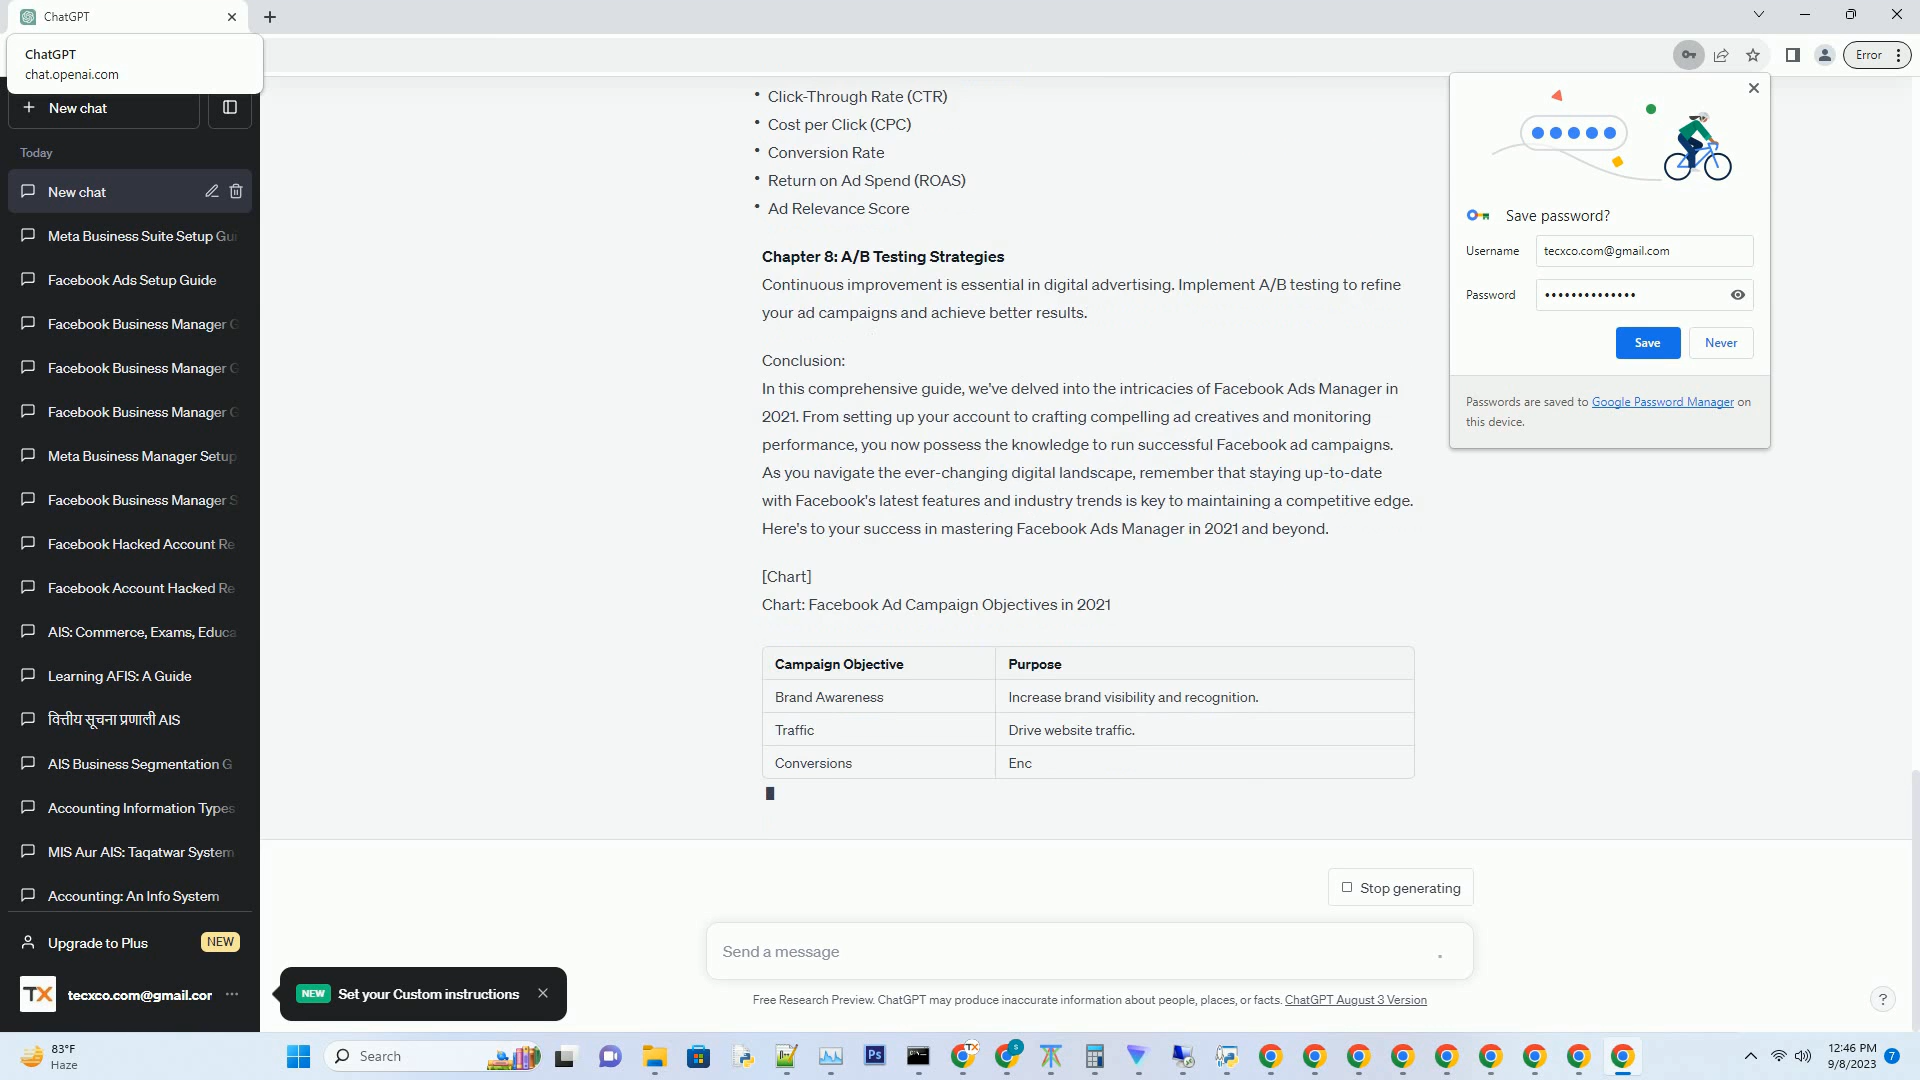 ChatGPT
ChatGPT
chat.openai.com
Error
New chat
Today
New chat
Meta Business Suite Setup Gu
Facebook Ads Setup Guide
Facebook Business Manager G
Facebook Business Manager G
Facebook Business Manager G
Meta Business Manager Setup
Facebook Business Manager S
Facebook Hacked Account Re
Facebook Account Hacked Re
AIS: Commerce, Exams, Educa
Learning AFIS: A Guide
वित्तीय सूचना प्रणाली AIS
AIS Business Segmentation G
Accounting Information Types
MIS Aur AIS: Taqatwar System
Accounting: An Info System
Upgrade to Plus NEW
TX tecxco.com@gmail.cor
NEW Set your Custom instructions
• Click-Through Rate (CTR)
• Cost per Click (CPC)
• Conversion Rate
• Return on Ad Spend (ROAS)
• Ad Relevance Score
Chapter 8: A/B Testing Strategies
Continuous improvement is essential in digital advertising. Implement A/B testing to refine
your ad campaigns and achieve better results.
Conclusion:
In this comprehensive guide, we've delved into the intricacies of Facebook Ads Manager in
2021. From setting up your account to crafting compelling ad creatives and monitoring
performance, you now possess the knowledge to run successful Facebook ad campaigns.
As you navigate the ever-changing digital landscape, remember that staying up-to-date
with Facebook's latest features and industry trends is key to maintaining a competitive edge.
Here's to your success in mastering Facebook Ads Manager in 2021 and beyond.
[Chart]
Chart: Facebook Ad Campaign Objectives in 2021
Campaign Objective Purpose
Brand Awareness Increase brand visibility and recognition.
Traffic Drive website traffic.
Conversions Enc
Stop generating
Send a message
Free Research Preview. ChatGPT may produce inaccurate information about people, places, or facts. ChatGPT August 3 Version
?
Save password?
Username tecxco.com@gmail.com
Password ••••••••••••••
Save Never
Passwords are saved to Google Password Manager on
this device.
83°F
Haze
Search
Ps
TX
S
12:46 PM
9/8/2023
7